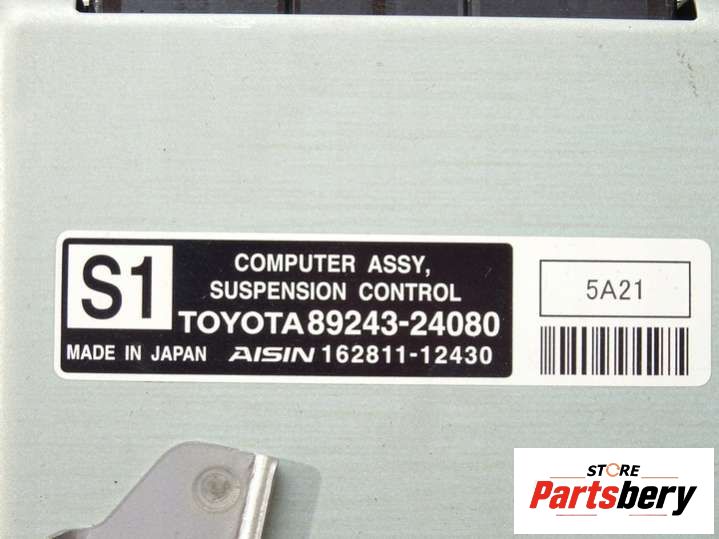 S1
COMPUTER ASSY,
SUSPENSION CONTROL
TOYOTA 89243-24080
MADE IN JAPAN AISIN 162811-12430
5A21
STORE
Partsbery